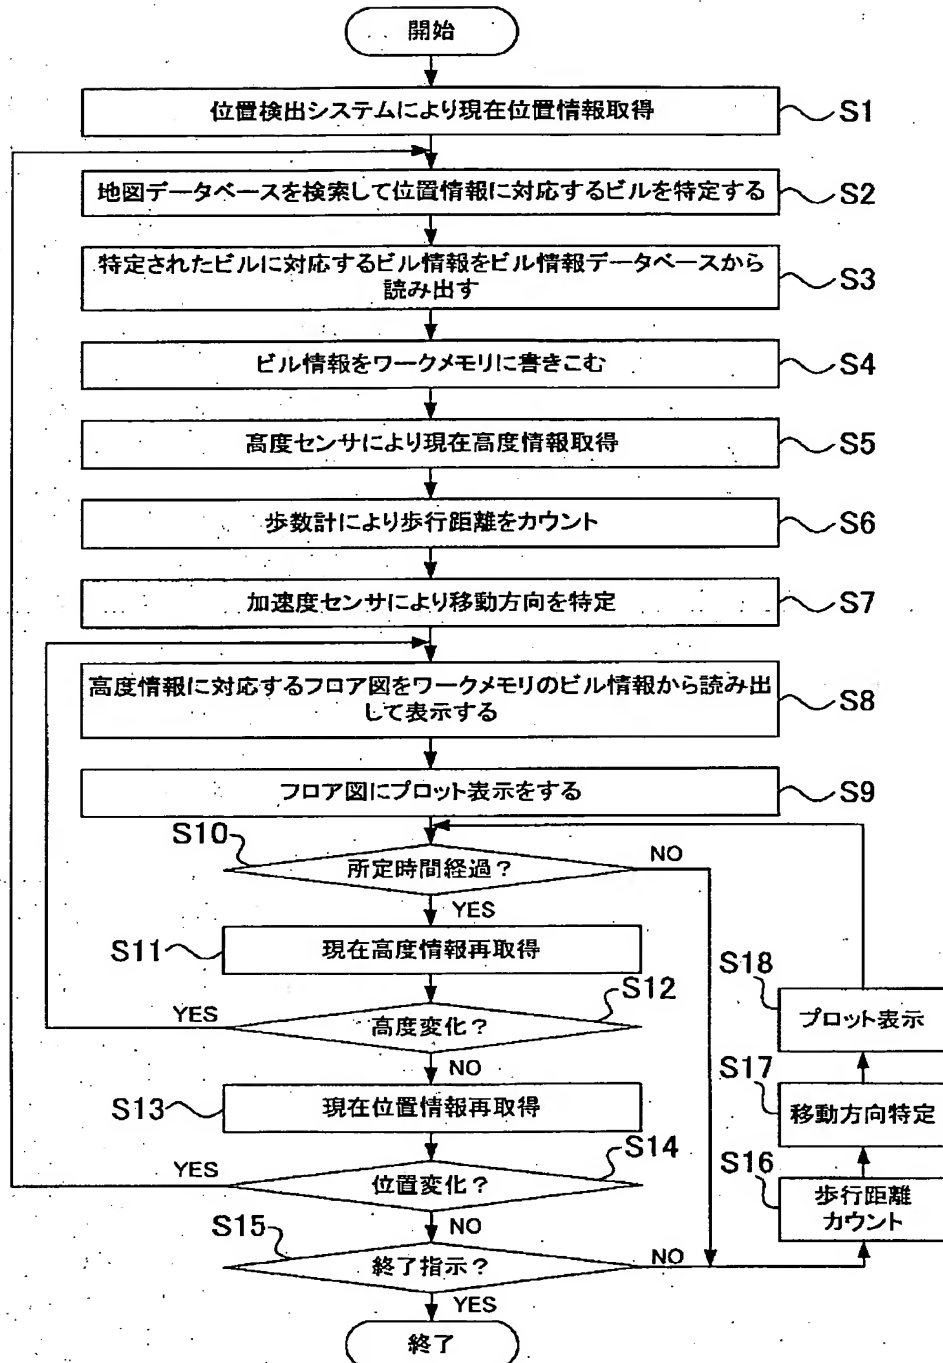 開始
位置検出システムにより現在位置情報取得
S1
地図データベースを検索して位置情報に対応するビルを特定する
S2
特定されたビルに対応するビル情報をビル情報データベースから
読み出す
S3
ビル情報をワークメモリに書きこむ
S4
高度センサにより現在高度情報取得
S5
歩数計により歩行距離をカウント
S6
加速度センサにより移動方向を特定
S7
高度情報に対応するフロア図をワークメモリのビル情報から読み出
して表示する
S8
フロア図にプロット表示をする
S9
S10
所定時間経過?
NO
YES
S11
現在高度情報再取得
S12
YES
高度変化?
NO
S13
現在位置情報再取得
S14
YES
位置変化?
NO
S15
終了指示?
NO
YES
終了
S18
プロット表示
S17
移動方向特定
S16
歩行距離
カウント